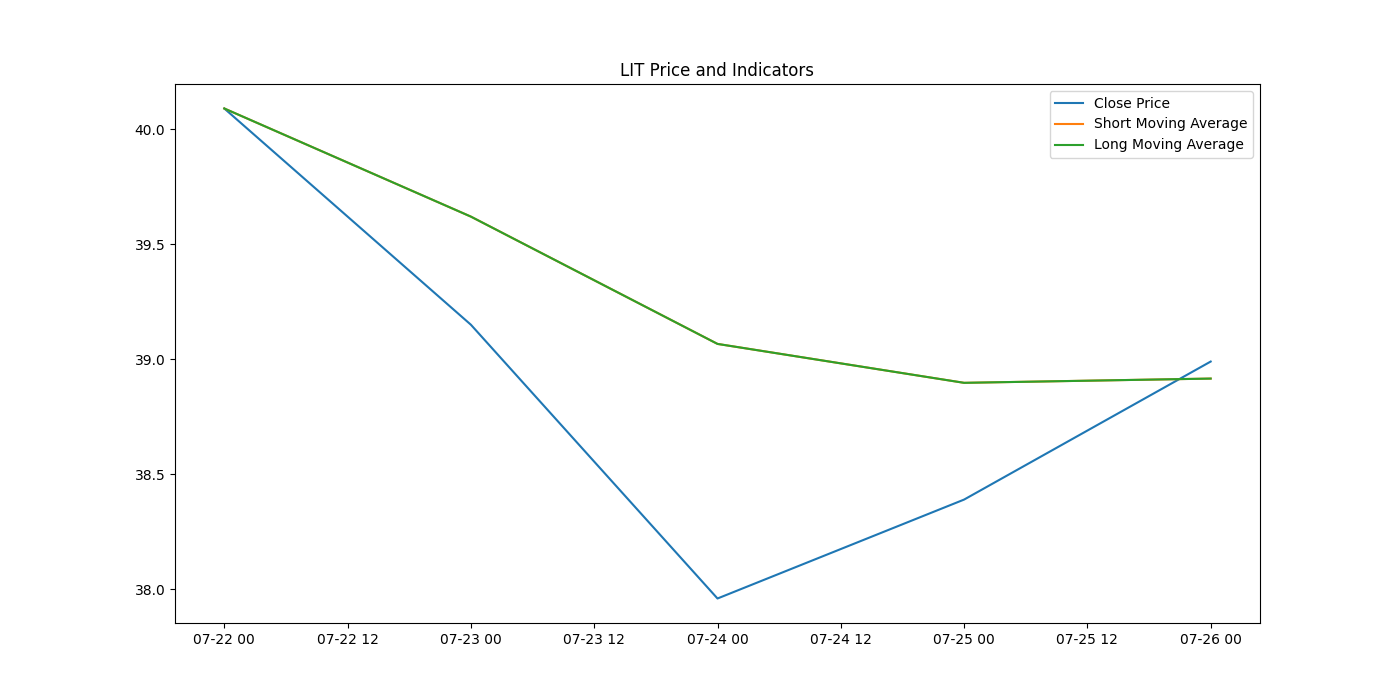 LIT Price and Indicators
Close Price
Short Moving Average
Long Moving Average
40.0
39.5
39.0
38.5
38.0
07-22 00 07-22 12 07-23 00 07-23 12 07-24 00 07-24 12 07-25 00 07-25 12 07-26 00